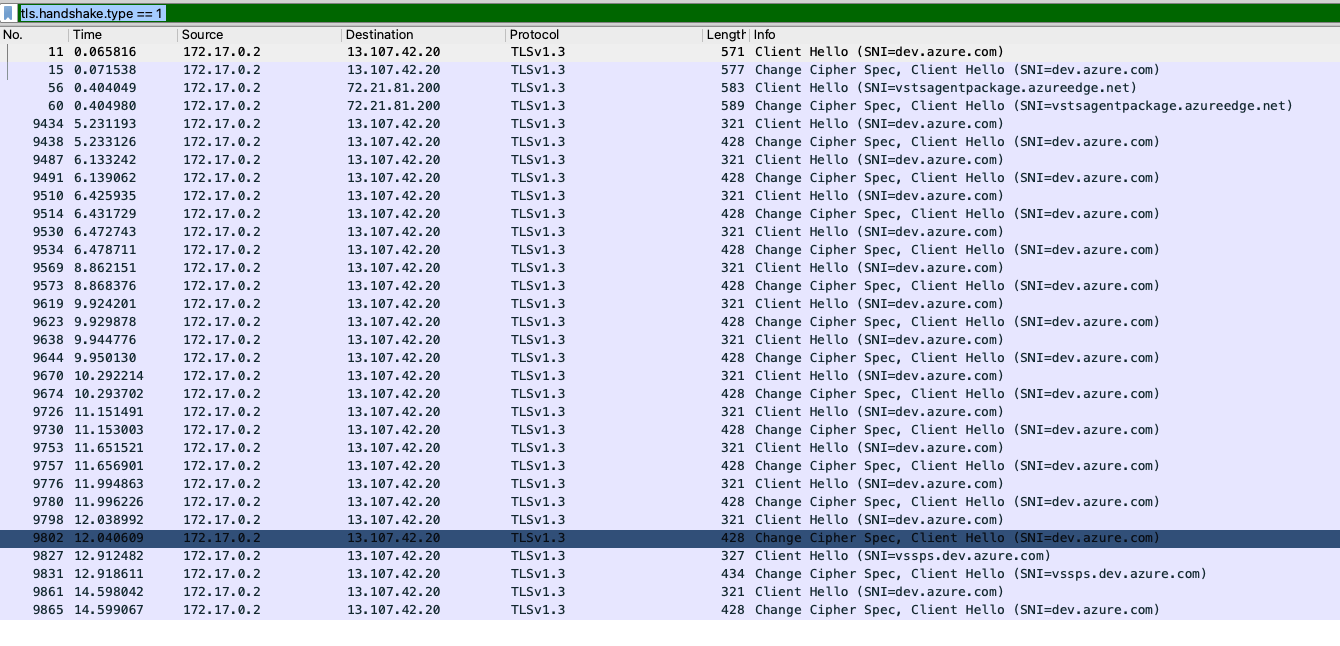 tls.handshake.type == 1
No. Time Source Destination Protocol Length Info
11 0.065816 172.17.0.2 13.107.42.20 TLSv1.3 571 Client Hello (SNI=dev.azure.com)
15 0.071538 172.17.0.2 13.107.42.20 TLSv1.3 577 Change Cipher Spec, Client Hello (SNI=dev.azure.com)
56 0.404049 172.17.0.2 72.21.81.200 TLSv1.3 583 Client Hello (SNI=vstsagentpackage.azureedge.net)
60 0.404980 172.17.0.2 72.21.81.200 TLSv1.3 589 Change Cipher Spec, Client Hello (SNI=vstsagentpackage.azureedge.net)
9434 5.231193 172.17.0.2 13.107.42.20 TLSv1.3 321 Client Hello (SNI=dev.azure.com)
9438 5.233126 172.17.0.2 13.107.42.20 TLSv1.3 428 Change Cipher Spec, Client Hello (SNI=dev.azure.com)
9487 6.133242 172.17.0.2 13.107.42.20 TLSv1.3 321 Client Hello (SNI=dev.azure.com)
9491 6.139062 172.17.0.2 13.107.42.20 TLSv1.3 428 Change Cipher Spec, Client Hello (SNI=dev.azure.com)
9510 6.425935 172.17.0.2 13.107.42.20 TLSv1.3 321 Client Hello (SNI=dev.azure.com)
9514 6.431729 172.17.0.2 13.107.42.20 TLSv1.3 428 Change Cipher Spec, Client Hello (SNI=dev.azure.com)
9530 6.472743 172.17.0.2 13.107.42.20 TLSv1.3 321 Client Hello (SNI=dev.azure.com)
9534 6.478711 172.17.0.2 13.107.42.20 TLSv1.3 428 Change Cipher Spec, Client Hello (SNI=dev.azure.com)
9569 8.862151 172.17.0.2 13.107.42.20 TLSv1.3 321 Client Hello (SNI=dev.azure.com)
9573 8.868376 172.17.0.2 13.107.42.20 TLSv1.3 428 Change Cipher Spec, Client Hello (SNI=dev.azure.com)
9619 9.924201 172.17.0.2 13.107.42.20 TLSv1.3 321 Client Hello (SNI=dev.azure.com)
9623 9.929878 172.17.0.2 13.107.42.20 TLSv1.3 428 Change Cipher Spec, Client Hello (SNI=dev.azure.com)
9638 9.944776 172.17.0.2 13.107.42.20 TLSv1.3 321 Client Hello (SNI=dev.azure.com)
9644 9.950130 172.17.0.2 13.107.42.20 TLSv1.3 428 Change Cipher Spec, Client Hello (SNI=dev.azure.com)
9670 10.292214 172.17.0.2 13.107.42.20 TLSv1.3 321 Client Hello (SNI=dev.azure.com)
9674 10.293702 172.17.0.2 13.107.42.20 TLSv1.3 428 Change Cipher Spec, Client Hello (SNI=dev.azure.com)
9726 11.151491 172.17.0.2 13.107.42.20 TLSv1.3 321 Client Hello (SNI=dev.azure.com)
9730 11.153003 172.17.0.2 13.107.42.20 TLSv1.3 428 Change Cipher Spec, Client Hello (SNI=dev.azure.com)
9753 11.651521 172.17.0.2 13.107.42.20 TLSv1.3 321 Client Hello (SNI=dev.azure.com)
9757 11.656901 172.17.0.2 13.107.42.20 TLSv1.3 428 Change Cipher Spec, Client Hello (SNI=dev.azure.com)
9776 11.994863 172.17.0.2 13.107.42.20 TLSv1.3 321 Client Hello (SNI=dev.azure.com)
9780 11.996226 172.17.0.2 13.107.42.20 TLSv1.3 428 Change Cipher Spec, Client Hello (SNI=dev.azure.com)
9798 12.038992 172.17.0.2 13.107.42.20 TLSv1.3 321 Client Hello (SNI=dev.azure.com)
9802 12.040609 172.17.0.2 13.107.42.20 TLSv1.3 428 Change Cipher Spec, Client Hello (SNI=dev.azure.com)
9827 12.912482 172.17.0.2 13.107.42.20 TLSv1.3 327 Client Hello (SNI=vssps.dev.azure.com)
9831 12.918611 172.17.0.2 13.107.42.20 TLSv1.3 434 Change Cipher Spec, Client Hello (SNI=vssps.dev.azure.com)
9861 14.598042 172.17.0.2 13.107.42.20 TLSv1.3 321 Client Hello (SNI=dev.azure.com)
9865 14.599067 172.17.0.2 13.107.42.20 TLSv1.3 428 Change Cipher Spec, Client Hello (SNI=dev.azure.com)